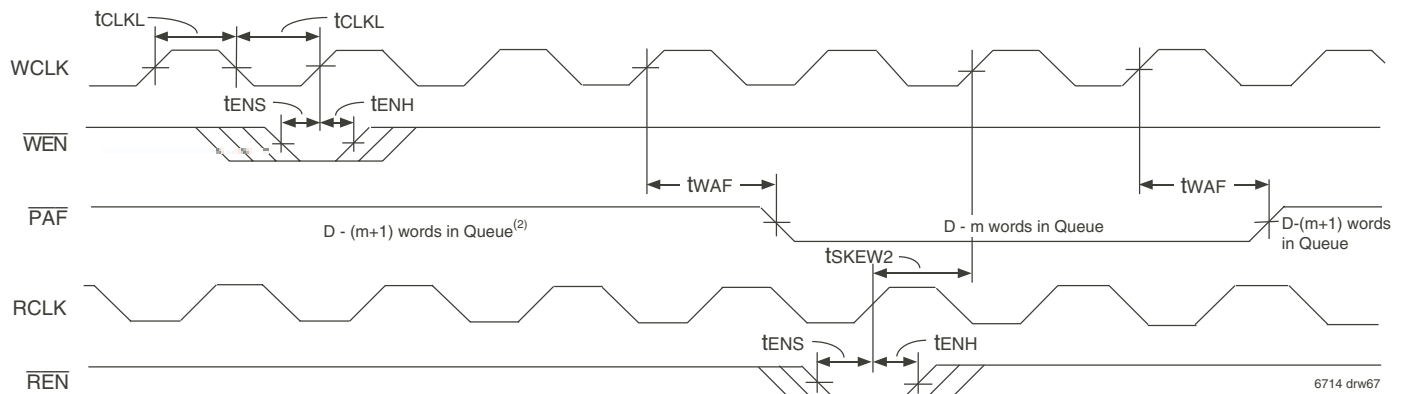 tCLKL tCLKL
WCLK
tENS tENH
WEN
tWAF tWAF
PAF
D - (m+1) words in Queue(2) D - m words in Queue D-(m+1) words
in Queue
tSKEW2
RCLK
tENS tENH
REN
6714 drw67